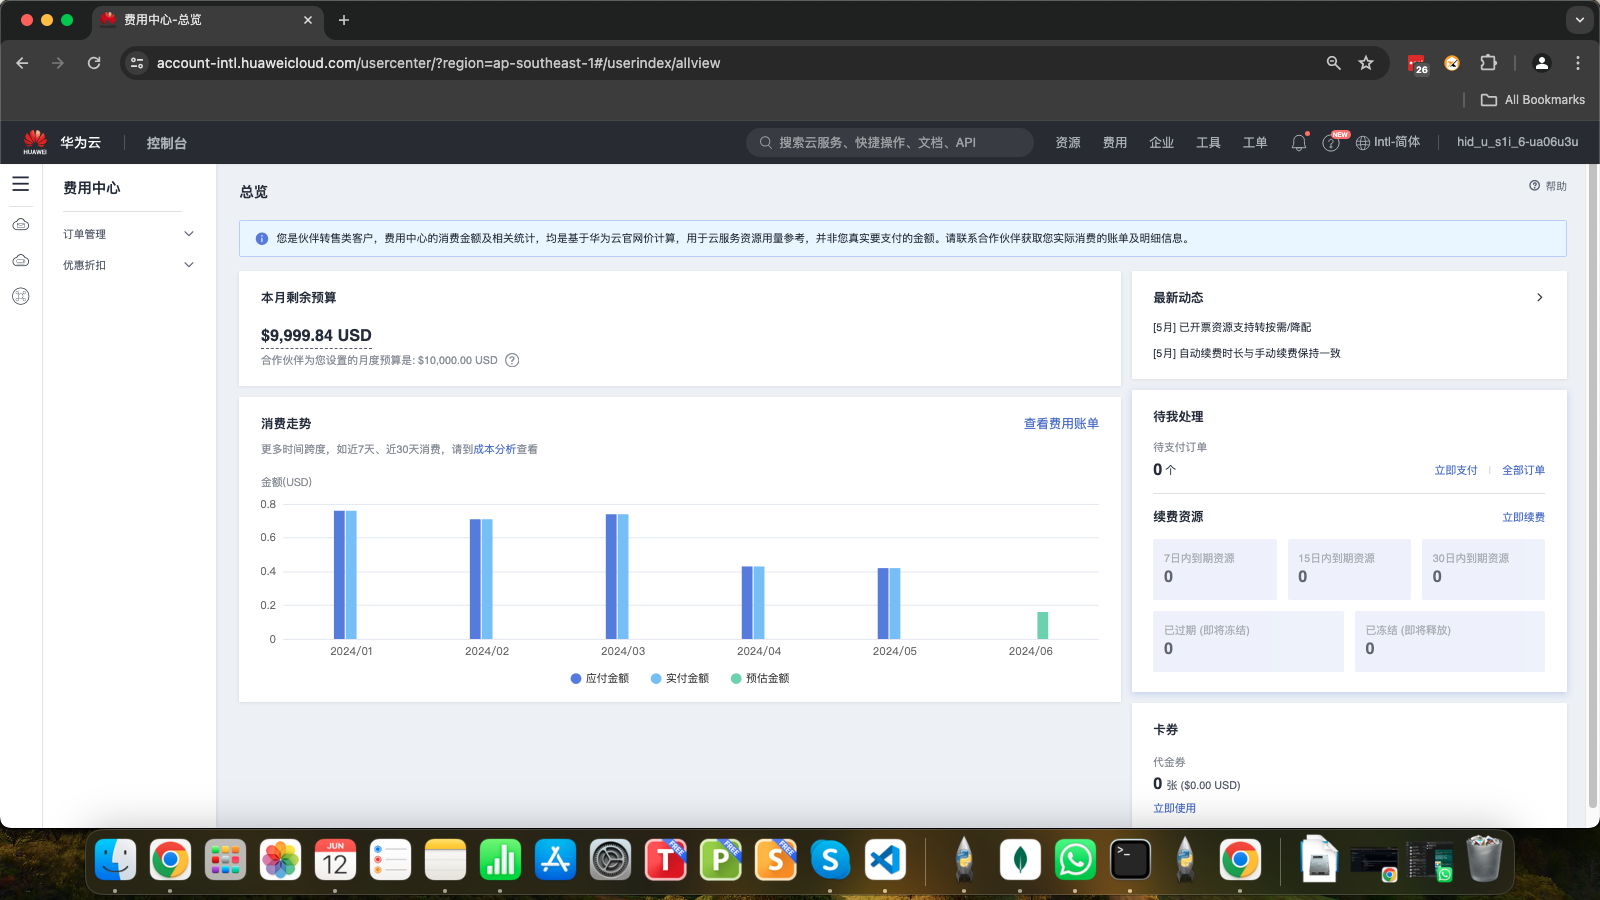 费用中心-总览
account-intl.huaweicloud.com/usercenter/?region=ap-southeast-1#/userindex/allview
26
All Bookmarks
HUAWEI
华为云
控制台
搜索云服务、快捷操作、文档、API
资源
费用
企业
工具
工单
NEW
Intl-简体
hid_u_s1i_6-ua06u3u
费用中心
订单管理
优惠折扣
总览
帮助
您是伙伴转售类客户，费用中心的消费金额及相关统计，均是基于华为云官网价计算，用于云服务资源用量参考，并非您真实要支付的金额。请联系合作伙伴获取您实际消费的账单及明细信息。
本月剩余预算
$9,999.84 USD
合作伙伴为您设置的月度预算是: $10,000.00 USD
最新动态
[5月] 已开票资源支持转按需/降配
[5月] 自动续费时长与手动续费保持一致
消费走势
查看费用账单
更多时间跨度，如近7天、近30天消费，请到成本分析查看
金额(USD)
0.8
0.6
0.4
0.2
0
2024/01
2024/02
2024/03
2024/04
2024/05
2024/06
应付金额
实付金额
预估金额
待我处理
待支付订单
0 个
立即支付
全部订单
续费资源
立即续费
7日内到期资源
0
15日内到期资源
0
30日内到期资源
0
已过期 (即将冻结)
0
已冻结 (即将释放)
0
卡券
代金券
0 张 ($0.00 USD)
立即使用
JUN
12
T
FREE
P
FREE
S
FREE
S
>_